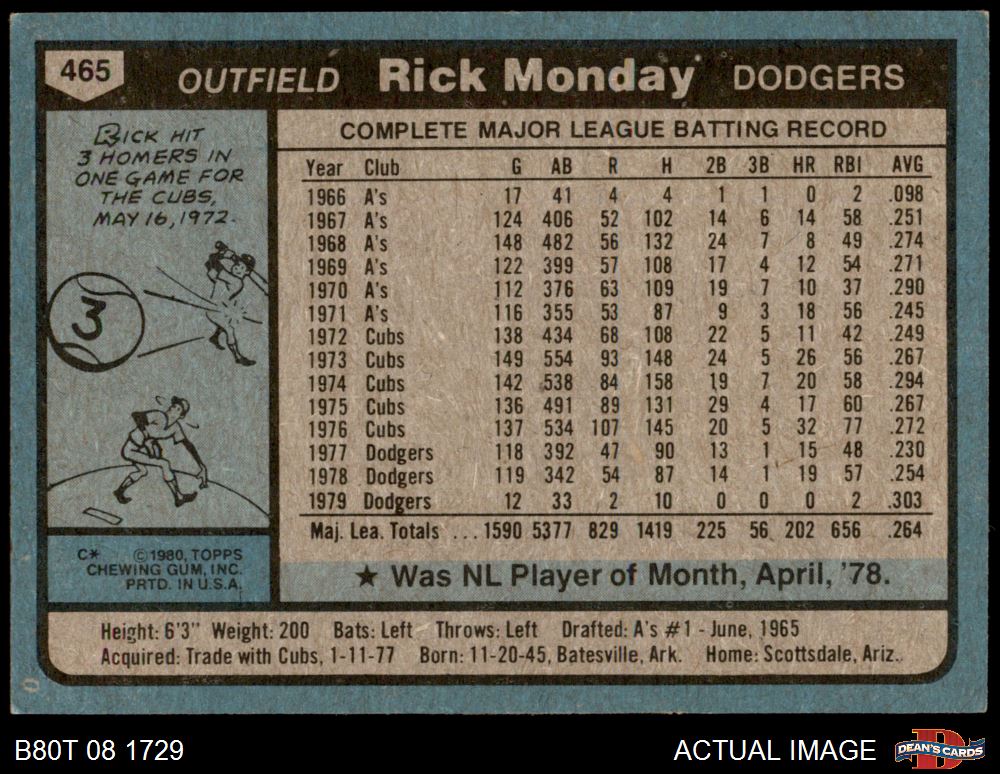 465 OUTFIELD Rick Monday DODGERS
RICK HIT
3 HOMERS IN
ONE GAME FOR
THE CUBS,
MAY 16, 1972.
3
COMPLETE MAJOR LEAGUE BATTING RECORD
Year Club G AB R H 2B 3B HR RBI AVG
1966 A's 17 41 4 4 1 1 0 2 .098
1967 A's 124 406 52 102 14 6 14 58 .251
1968 A's 148 482 56 132 24 7 8 49 .274
1969 A's 122 399 57 108 17 4 12 54 .271
1970 A's 112 376 63 109 19 7 10 37 .290
1971 A's 116 355 53 87 9 3 18 56 .245
1972 Cubs 138 434 68 108 22 5 11 42 .249
1973 Cubs 149 554 93 148 24 5 26 56 .267
1974 Cubs 142 538 84 158 19 7 20 58 .294
1975 Cubs 136 491 89 131 29 4 17 60 .267
1976 Cubs 137 534 107 145 20 5 32 77 .272
1977 Dodgers 118 392 47 90 13 1 15 48 .230
1978 Dodgers 119 342 54 87 14 1 19 57 .254
1979 Dodgers 12 33 2 10 0 0 0 2 .303
Maj. Lea. Totals ... 1590 5377 829 1419 225 56 202 656 .264
★ Was NL Player of Month, April, '78.
C* ©1980, TOPPS
CHEWING GUM, INC.
PRTD. IN U.S.A.
Height: 6'3" Weight: 200 Bats: Left Throws: Left Drafted: A's #1 - June, 1965
Acquired: Trade with Cubs, 1-11-77 Born: 11-20-45, Batesville, Ark. Home: Scottsdale, Ariz.
B80T 08 1729
ACTUAL IMAGE
D
DEAN'S CARDS